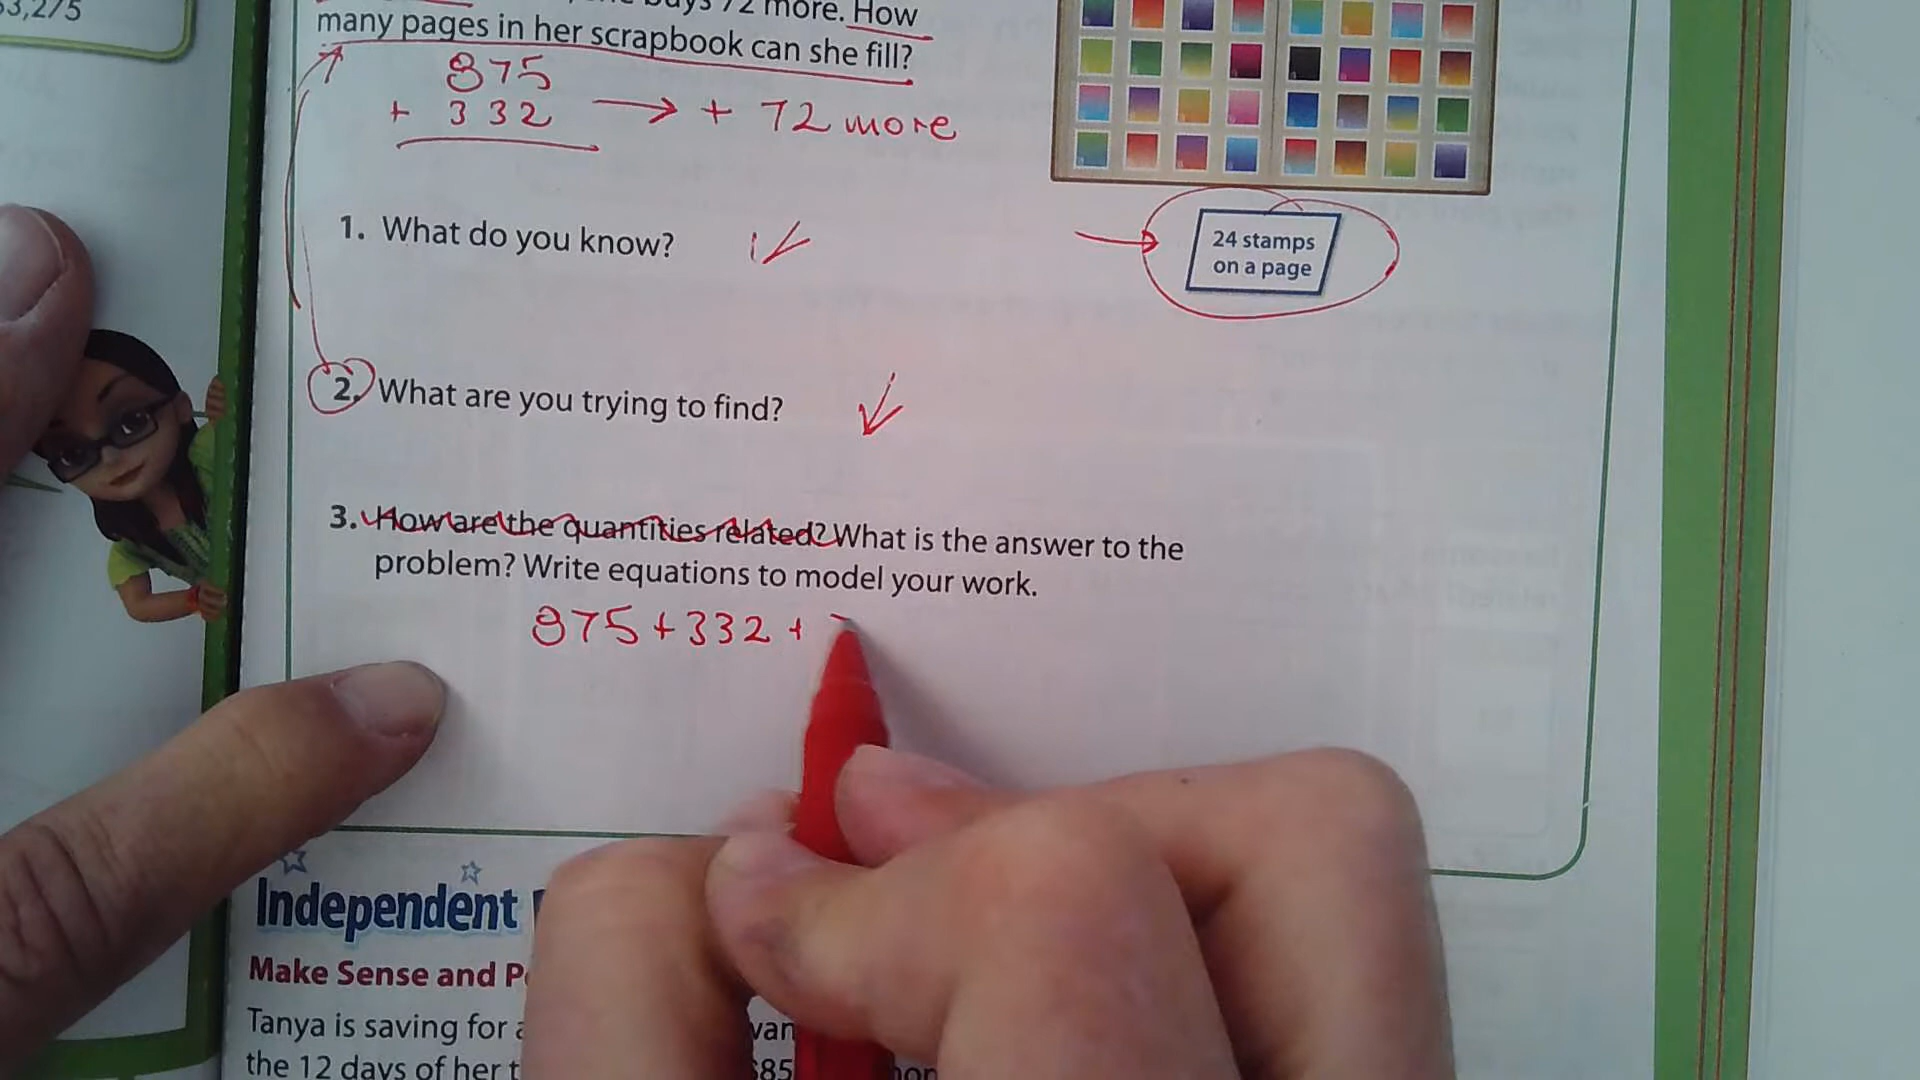 53,275
72 more. How
many pages in her scrapbook can she fill?
875
+ 332 → + 72 more
24 stamps
on a page
1. What do you know?
2. What are you trying to find?
3. How are the quantities related? What is the answer to the
problem? Write equations to model your work.
875 + 332 +
Independent
Make Sense and
Tanya is saving for
the 12 days of her